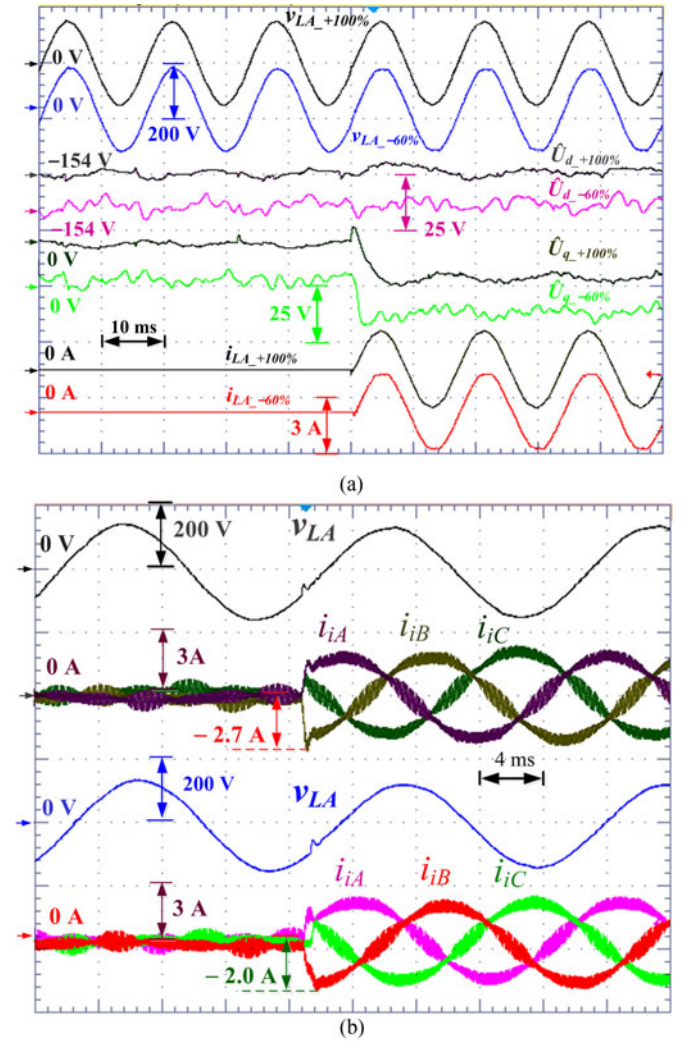 v_LA_+100%
0 V
0 V
200 V
v_LA_−60%
−154 V
Û_d_+100%
Û_d_−60%
−154 V
25 V
0 V
Û_q_+100%
0 V
25 V
Û_q_−60%
10 ms
0 A
i_LA_+100%
0 A
i_LA_−60%
3 A
(a)
200 V
v_LA
0 V
i_iA i_iB i_iC
3A
0 A
− 2.7 A
4 ms
200 V
v_LA
0 V
i_iA i_iB i_iC
3 A
0 A
− 2.0 A
(b)